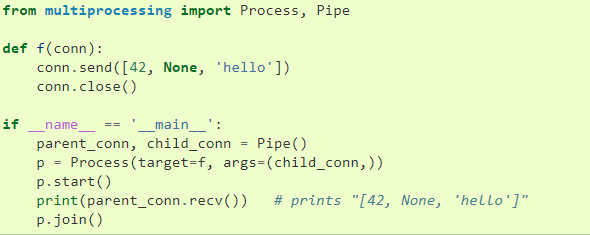 from multiprocessing import Process, Pipe

def f(conn):
    conn.send([42, None, 'hello'])
    conn.close()

if __name__ == '__main__':
    parent_conn, child_conn = Pipe()
    p = Process(target=f, args=(child_conn,))
    p.start()
    print(parent_conn.recv())   # prints "[42, None, 'hello']"
    p.join()